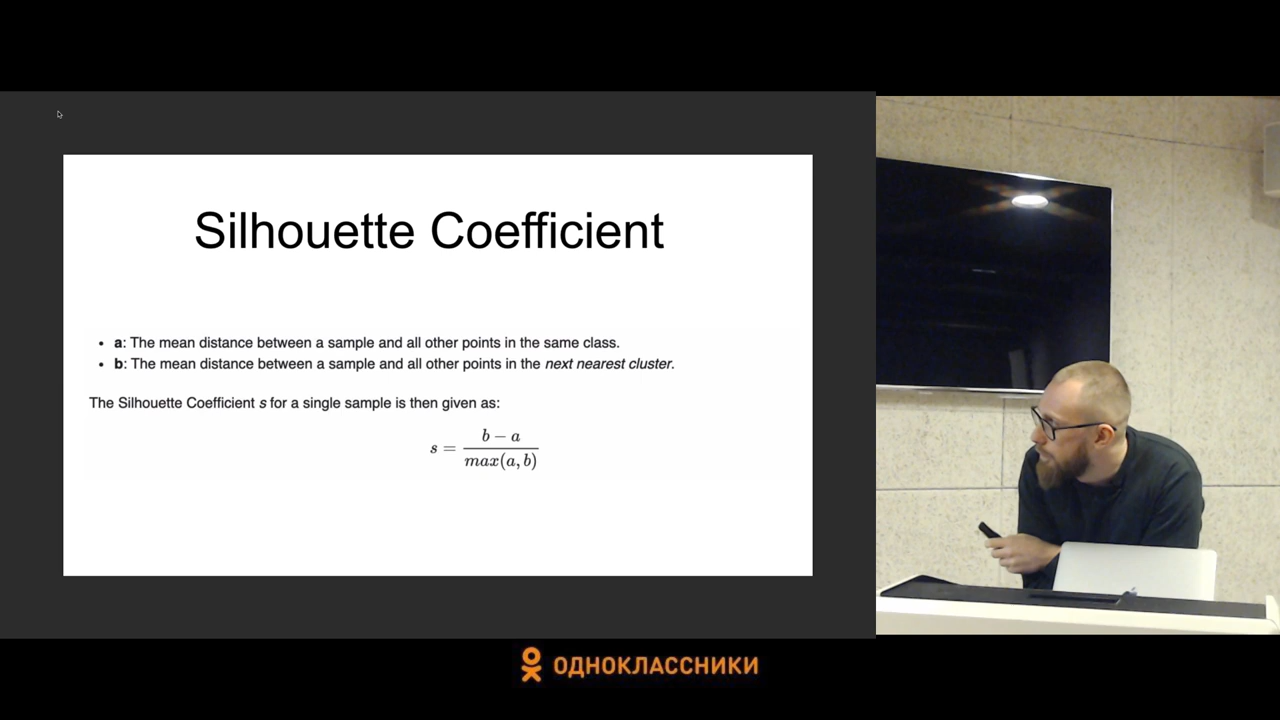 Silhouette Coefficient
• a: The mean distance between a sample and all other points in the same class.
• b: The mean distance between a sample and all other points in the next nearest cluster.
The Silhouette Coefficient s for a single sample is then given as:
s = \frac{b - a}{max(a, b)}
ОДНОКЛАССНИКИ